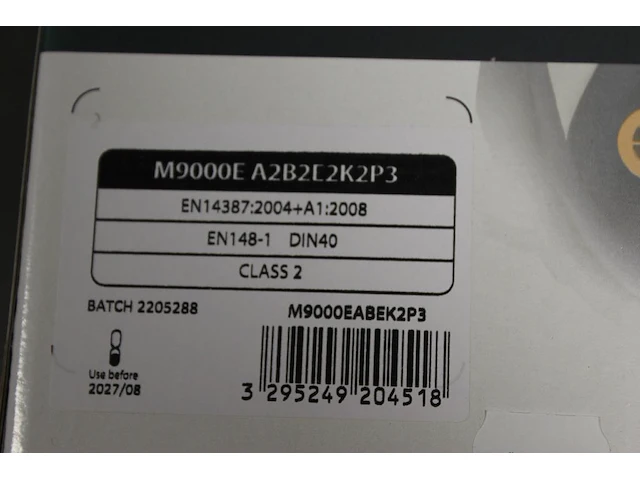 M9000E A2B2E2K2P3
EN14387:2004+A1:2008
EN148-1 DIN40
CLASS 2
BATCH 2205288
M9000EABEK2P3
Use before
2027/08
3 295249 204518